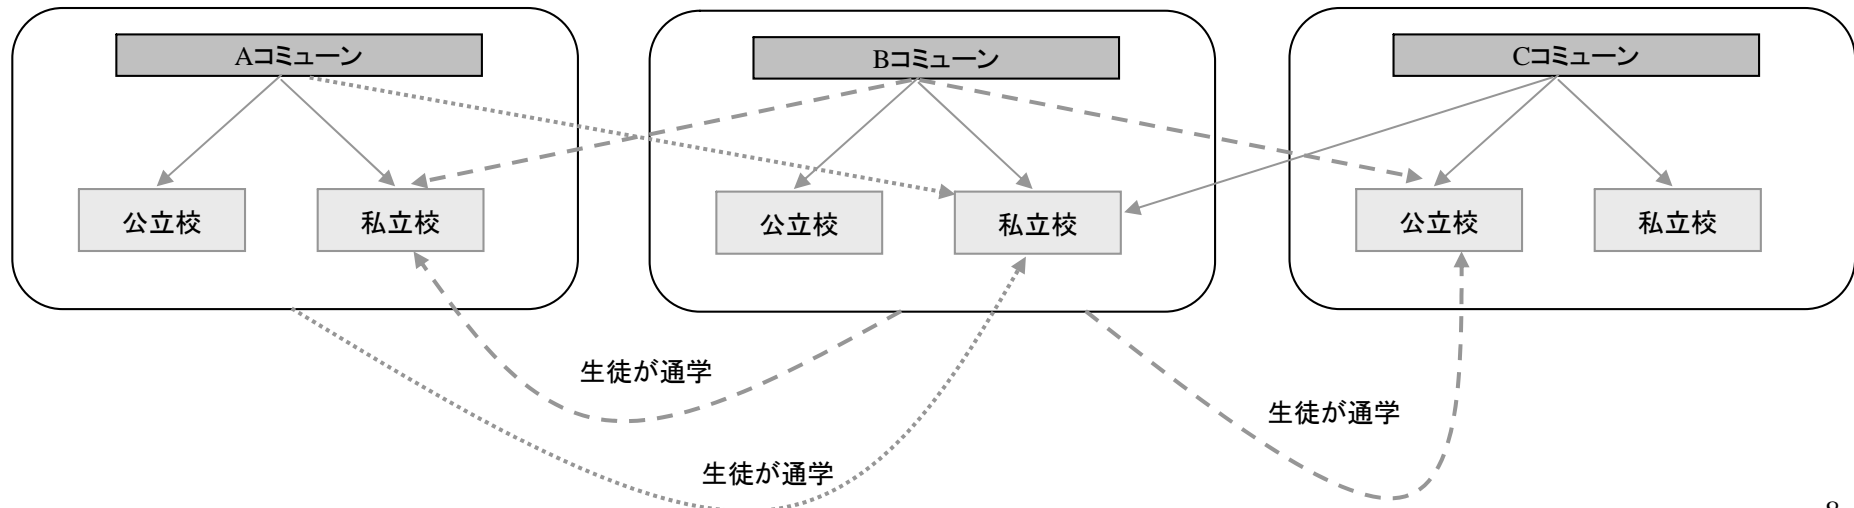 Aコミューン
Bコミューン
Cコミューン
公立校
私立校
公立校
私立校
公立校
私立校
生徒が通学
生徒が通学
生徒が通学